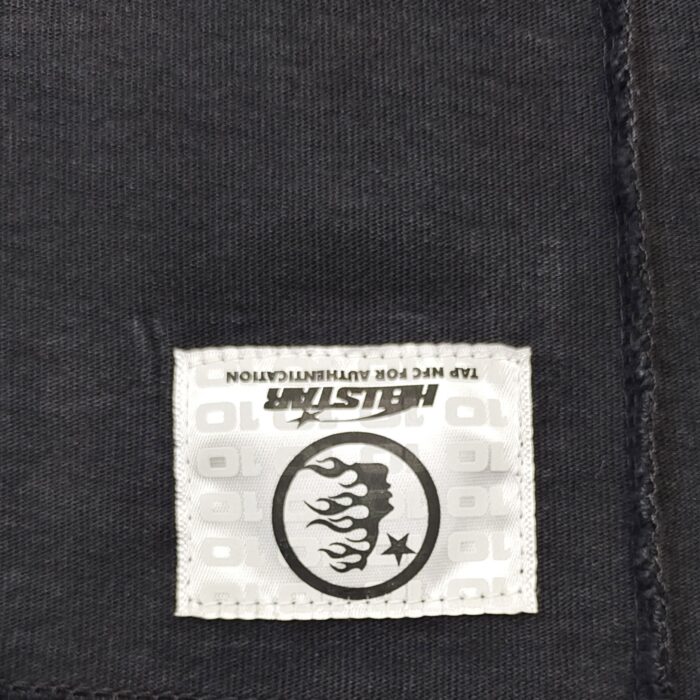 HELLSTAR
TAP NFC FOR AUTHENTICATION